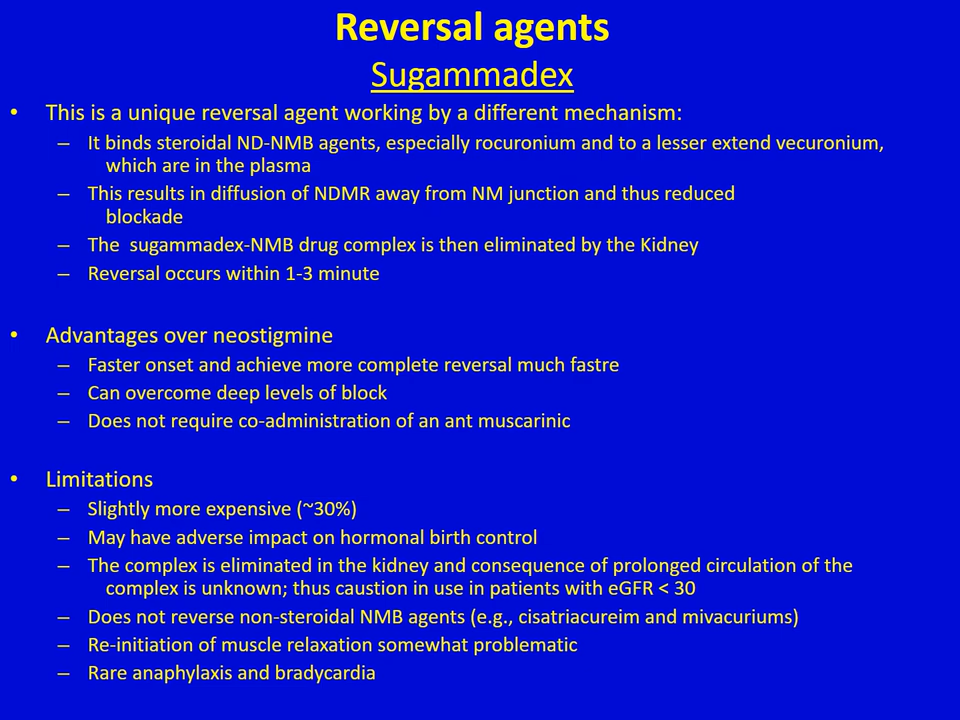 Reversal agents
Sugammadex
• This is a unique reversal agent working by a different mechanism:
– It binds steroidal ND-NMB agents, especially rocuronium and to a lesser extend vecuronium,
which are in the plasma
– This results in diffusion of NDMR away from NM junction and thus reduced
blockade
– The  sugammadex-NMB drug complex is then eliminated by the Kidney
– Reversal occurs within 1-3 minute
• Advantages over neostigmine
– Faster onset and achieve more complete reversal much fastre
– Can overcome deep levels of block
– Does not require co-administration of an ant muscarinic
• Limitations
– Slightly more expensive (~30%)
– May have adverse impact on hormonal birth control
– The complex is eliminated in the kidney and consequence of prolonged circulation of the
complex is unknown; thus caustion in use in patients with eGFR < 30
– Does not reverse non-steroidal NMB agents (e.g., cisatriacureim and mivacuriums)
– Re-initiation of muscle relaxation somewhat problematic
– Rare anaphylaxis and bradycardia